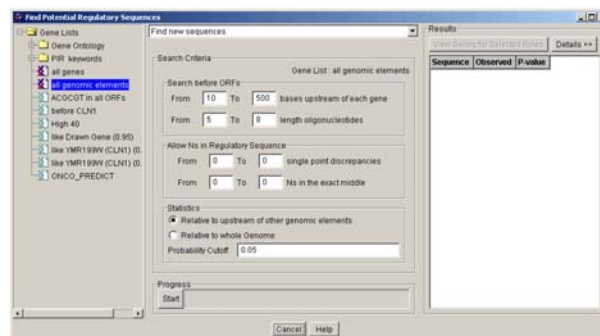 Find Potential Regulatory Sequences
Gene Lists
Gene Ontology
PIR keywords
all genes
all genomic elements
ACGCGT in all ORFs
before CLN1
High 40
like Drawn Gene (0.95)
like YMR199W (CLN1) (0.
like YMR199W (CLN1) (0.
ONCO_PREDICT
Find new sequences
Search Criteria
Gene List : all genomic elements
Search before ORFs
From 10 To 500 bases upstream of each gene
From 5 To 8 length oligonucleotides
Allow Ns in Regulatory Sequence
From 0 To 0 single point discrepancies
From 0 To 0 Ns in the exact middle
Statistics
Relative to upstream of other genomic elements
Relative to whole Genome
Probability Cutoff 0.05
Progress
Start
Results
View Genes for Selected Rows Details >>
Sequence Observed P-value
Cancel Help